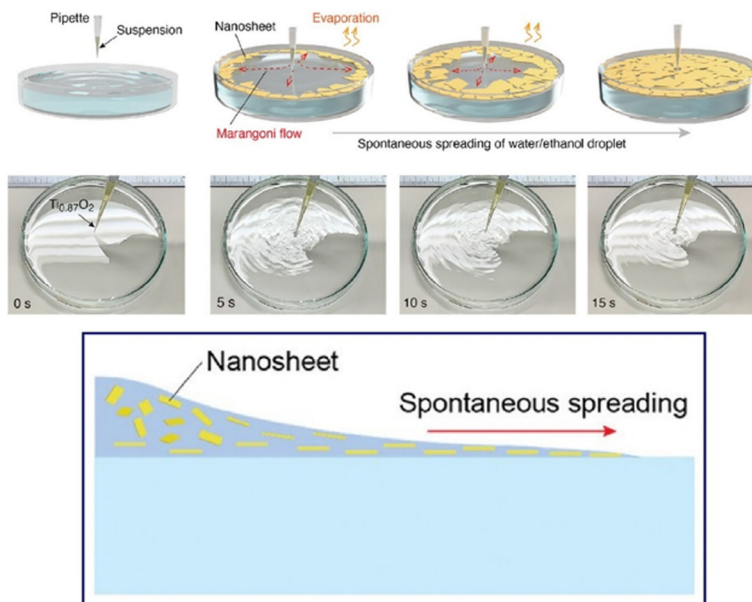 Pipette
Suspension
Nanosheet
Evaporation
Marangoni flow
Spontaneous spreading of water/ethanol droplet
Ti0.87O2
0 s
5 s
10 s
15 s
Nanosheet
Spontaneous spreading